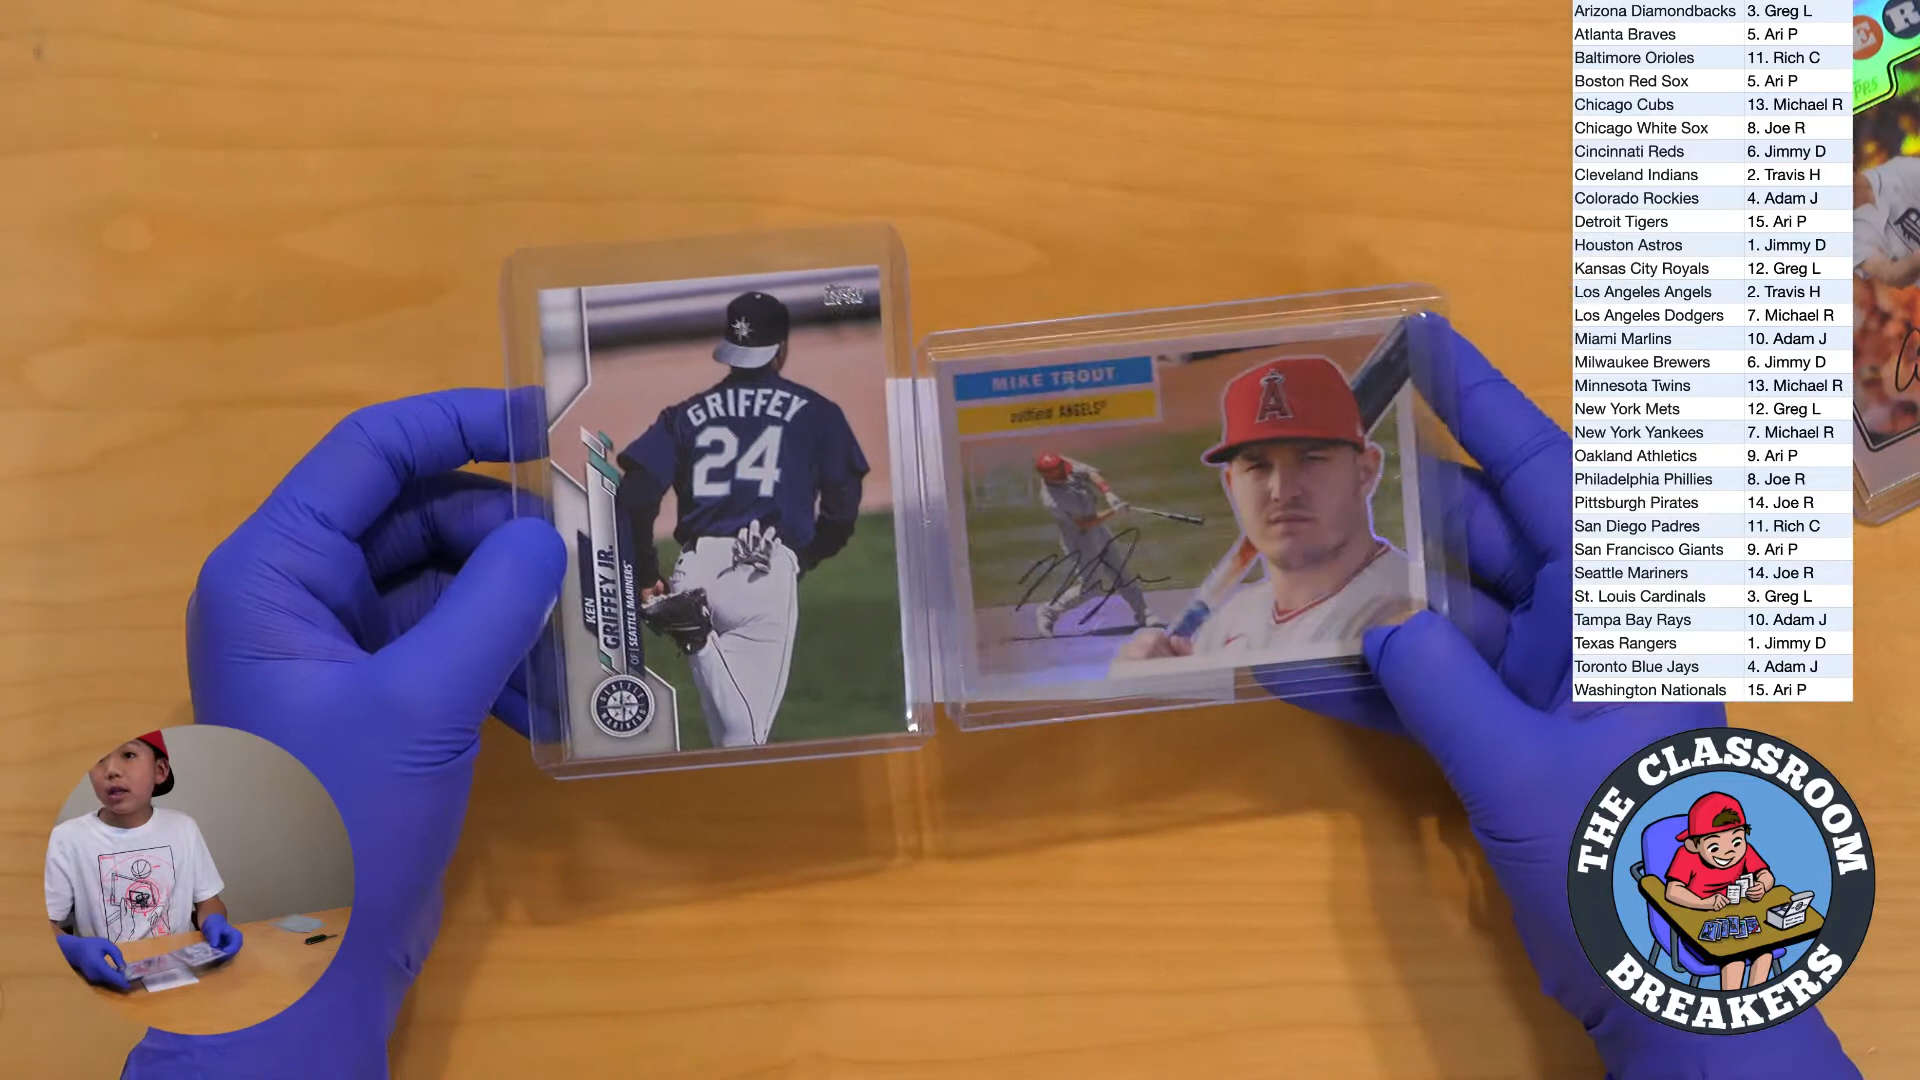 Arizona Diamondbacks 3. Greg L
Atlanta Braves 5. Ari P
Baltimore Orioles 11. Rich C
Boston Red Sox 5. Ari P
Chicago Cubs 13. Michael R
Chicago White Sox 8. Joe R
Cincinnati Reds 6. Jimmy D
Cleveland Indians 2. Travis H
Colorado Rockies 4. Adam J
Detroit Tigers 15. Ari P
Houston Astros 1. Jimmy D
Kansas City Royals 12. Greg L
Los Angeles Angels 2. Travis H
Los Angeles Dodgers 7. Michael R
Miami Marlins 10. Adam J
Milwaukee Brewers 6. Jimmy D
Minnesota Twins 13. Michael R
New York Mets 12. Greg L
New York Yankees 7. Michael R
Oakland Athletics 9. Ari P
Philadelphia Phillies 8. Joe R
Pittsburgh Pirates 14. Joe R
San Diego Padres 11. Rich C
San Francisco Giants 9. Ari P
Seattle Mariners 14. Joe R
St. Louis Cardinals 3. Greg L
Tampa Bay Rays 10. Adam J
Texas Rangers 1. Jimmy D
Toronto Blue Jays 4. Adam J
Washington Nationals 15. Ari P
GRIFFEY
24
KEN
GRIFFEY JR.
OF | SEATTLE MARINERS
SEATTLE
MARINERS
MIKE TROUT
outfield ANGELS
A
THE CLASSROOM
BREAKERS